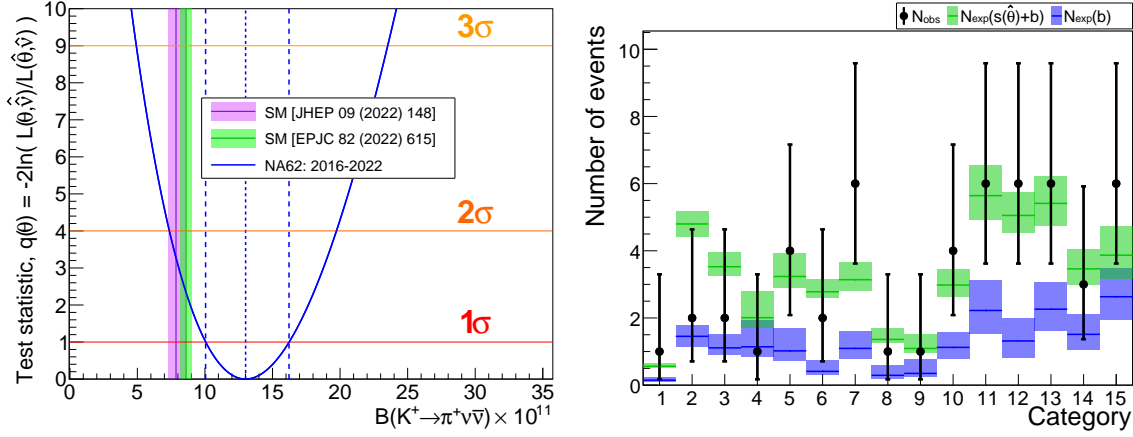 Test statistic, q(θ) = -2ln( L(θ,ν̂̂)/L(θ̂,ν̂))
10
9
8
7
6
5
4
3
2
1
0
3σ
2σ
1σ
SM [JHEP 09 (2022) 148]
SM [EPJC 82 (2022) 615]
NA62: 2016-2022
0 5 10 15 20 25 30 35
B(K⁺→π⁺νν̅) × 10¹¹
N_obs N_exp(s(θ̂)+b) N_exp(b)
Number of events
10
8
6
4
2
0
1 2 3 4 5 6 7 8 9 10 11 12 13 14 15
Category